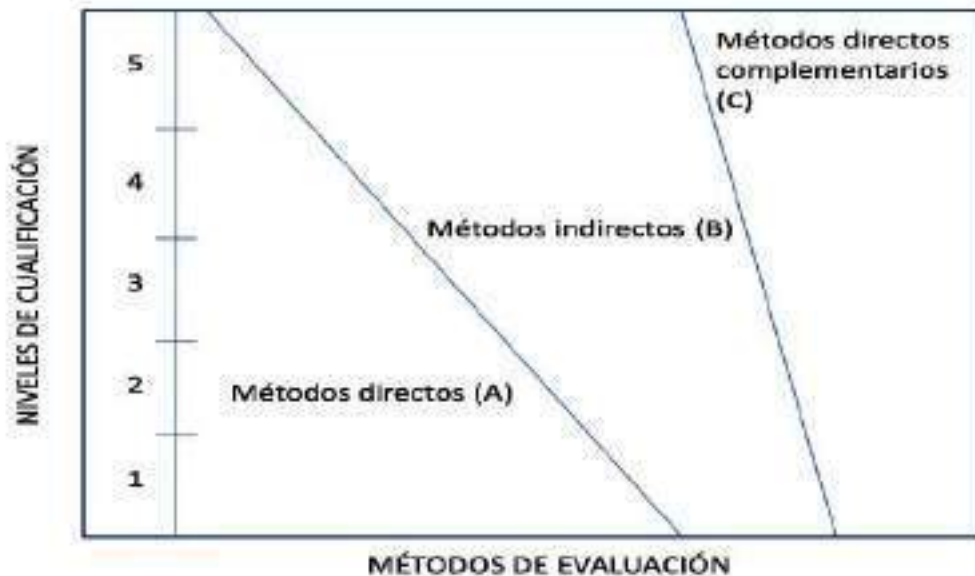 NIVELES DE CUALIFICACIÓN
5
4
3
2
1
Métodos directos
complementarios
(C)
Métodos indirectos (B)
Métodos directos (A)
MÉTODOS DE EVALUACIÓN